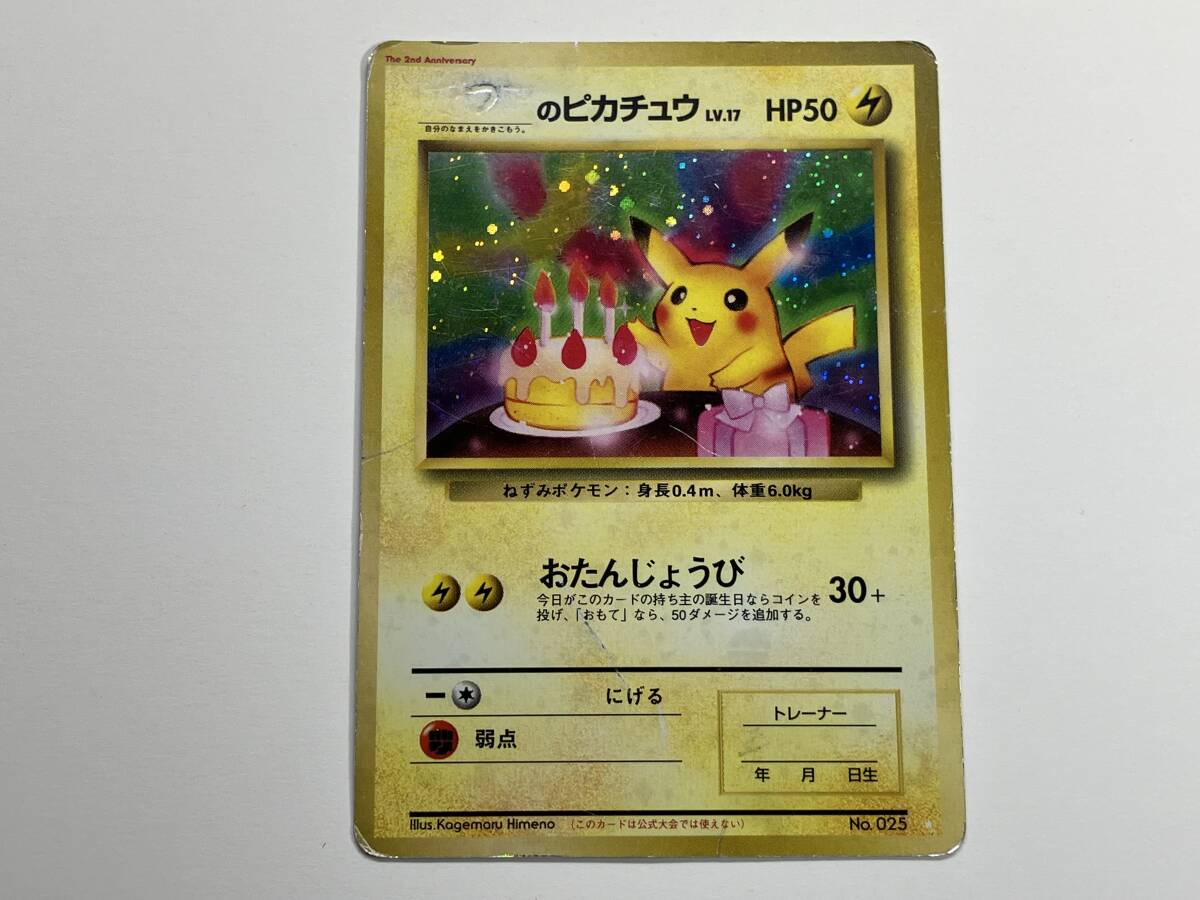 The 2nd Anniversary
のピカチュウ LV.17 HP50
自分のなまえをかきこもう。
ねずみポケモン：身長0.4m、体重6.0kg
おたんじょうび 30+
今日がこのカードの持ち主の誕生日ならコインを
投げ、「おもて」なら、50ダメージを追加する。
にげる
弱点
トレーナー
年 月 日生
Illus.Kagemaru Himeno (このカードは公式大会では使えない) No. 025